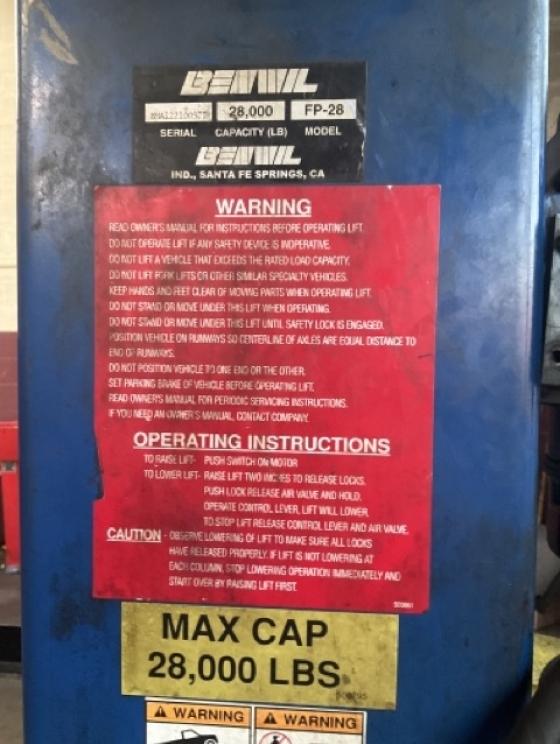 BENWIL
28,000 FP-28
SERIAL CAPACITY (LB) MODEL
BENWIL
IND., SANTA FE SPRINGS, CA
WARNING
READ OWNER'S MANUAL FOR INSTRUCTIONS BEFORE OPERATING LIFT.
DO NOT OPERATE LIFT IF ANY SAFETY DEVICE IS INOPERATIVE.
DO NOT LIFT A VEHICLE THAT EXCEEDS THE RATED LOAD CAPACITY.
DO NOT LIFT FORK LIFTS OR OTHER SIMILAR SPECIALTY VEHICLES.
KEEP HANDS AND FEET CLEAR OF MOVING PARTS WHEN OPERATING LIFT.
DO NOT STAND OR MOVE UNDER THIS LIFT WHEN OPERATING.
DO NOT STAND OR MOVE UNDER THIS LIFT UNTIL SAFETY LOCK IS ENGAGED.
POSITION VEHICLE ON RUNWAYS SO CENTERLINE OF AXLES ARE EQUAL DISTANCE TO
END OF RUNWAYS.
DO NOT POSITION VEHICLE TO ONE END OR THE OTHER.
SET PARKING BRAKE OF VEHICLE BEFORE OPERATING LIFT.
READ OWNER'S MANUAL FOR PERIODIC SERVICING INSTRUCTIONS.
IF YOU NEED AN OWNER'S MANUAL, CONTACT COMPANY.
OPERATING INSTRUCTIONS
TO RAISE LIFT- PUSH SWITCH ON MOTOR
TO LOWER LIFT- RAISE LIFT TWO INCHES TO RELEASE LOCKS.
PUSH LOCK RELEASE AIR VALVE AND HOLD.
OPERATE CONTROL LEVER, LIFT WILL LOWER.
TO STOP LIFT RELEASE CONTROL LEVER AND AIR VALVE.
CAUTION - OBSERVE LOWERING OF LIFT TO MAKE SURE ALL LOCKS
HAVE RELEASED PROPERLY. IF LIFT IS NOT LOWERING AT
EACH COLUMN, STOP LOWERING OPERATION IMMEDIATELY AND
START OVER BY RAISING LIFT FIRST.
MAX CAP
28,000 LBS
WARNING WARNING